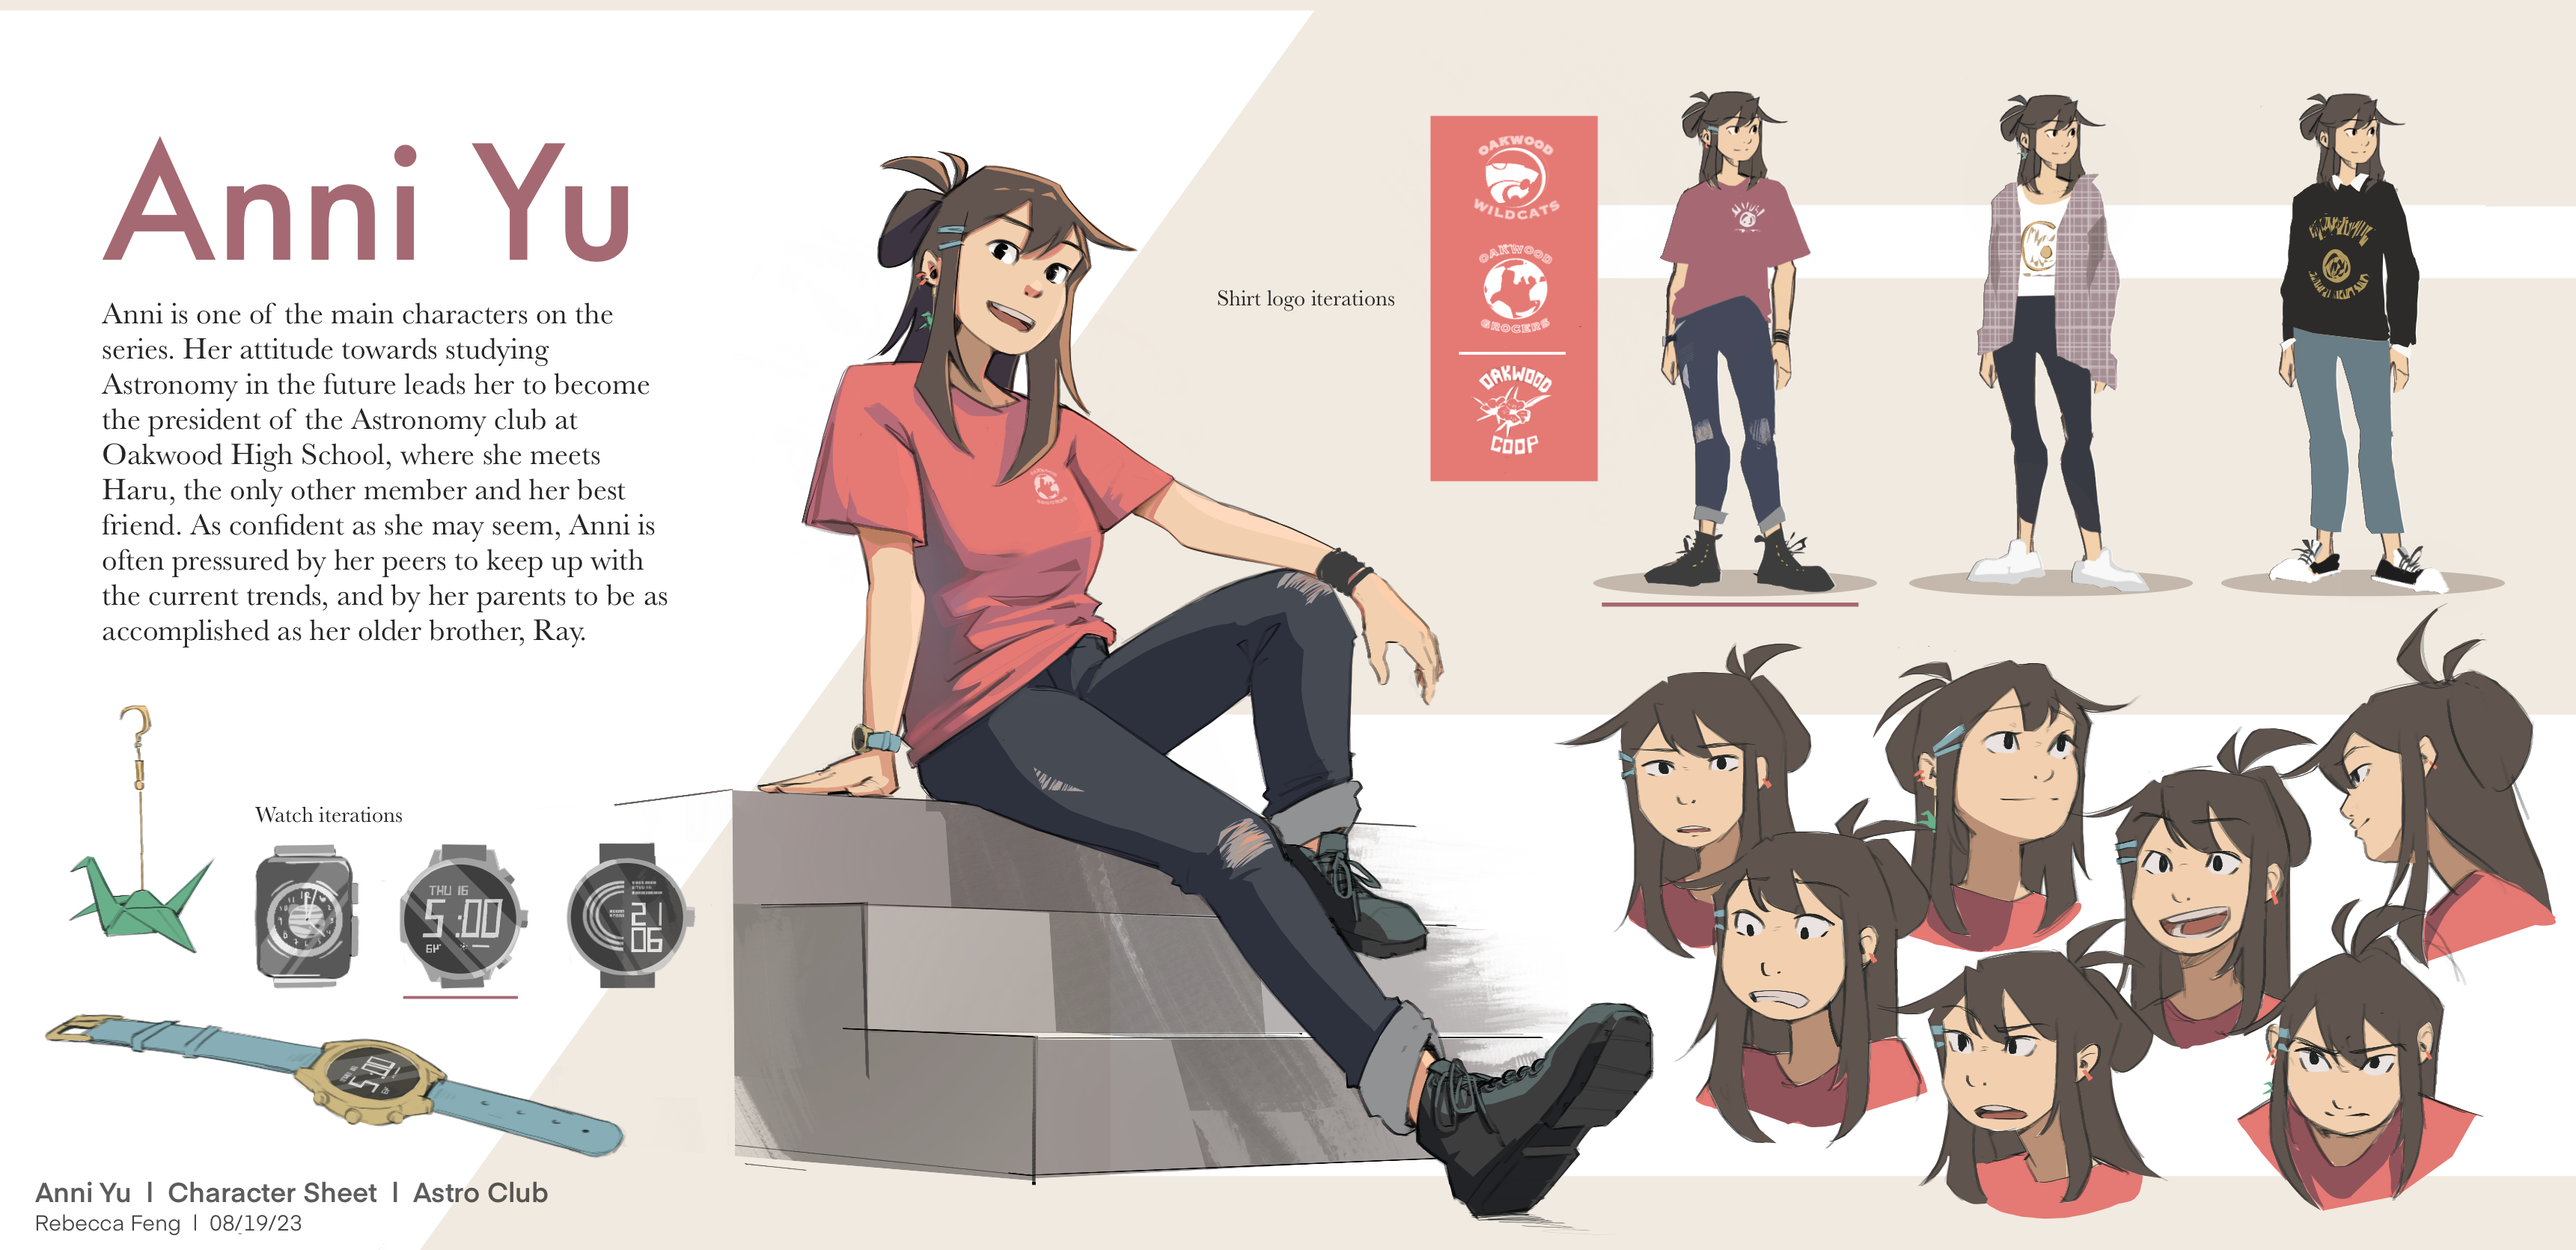 Anni Yu
Anni is one of the main characters on the
series. Her attitude towards studying
Astronomy in the future leads her to become
the president of the Astronomy club at
Oakwood High School, where she meets
Haru, the only other member and her best
friend. As confident as she may seem, Anni is
often pressured by her peers to keep up with
the current trends, and by her parents to be as
accomplished as her older brother, Ray.
Shirt logo iterations
OAKWOOD
WILDCATS
OAKWOOD
GROCERS
OAKWOOD
COOP
Watch iterations
THU 16
5:00
21
06
5:00
Anni Yu | Character Sheet | Astro Club
Rebecca Feng | 08/19/23